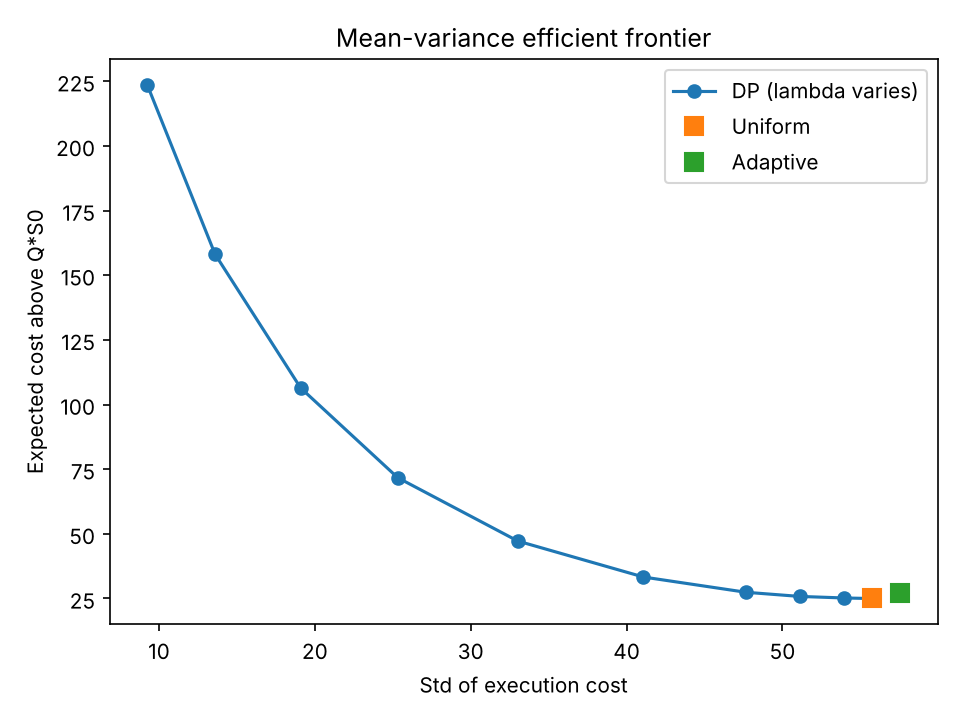 Mean-variance efficient frontier
DP (lambda varies)
Uniform
Adaptive
Expected cost above Q*S0
225
200
175
150
125
100
75
50
25
10
20
30
40
50
Std of execution cost